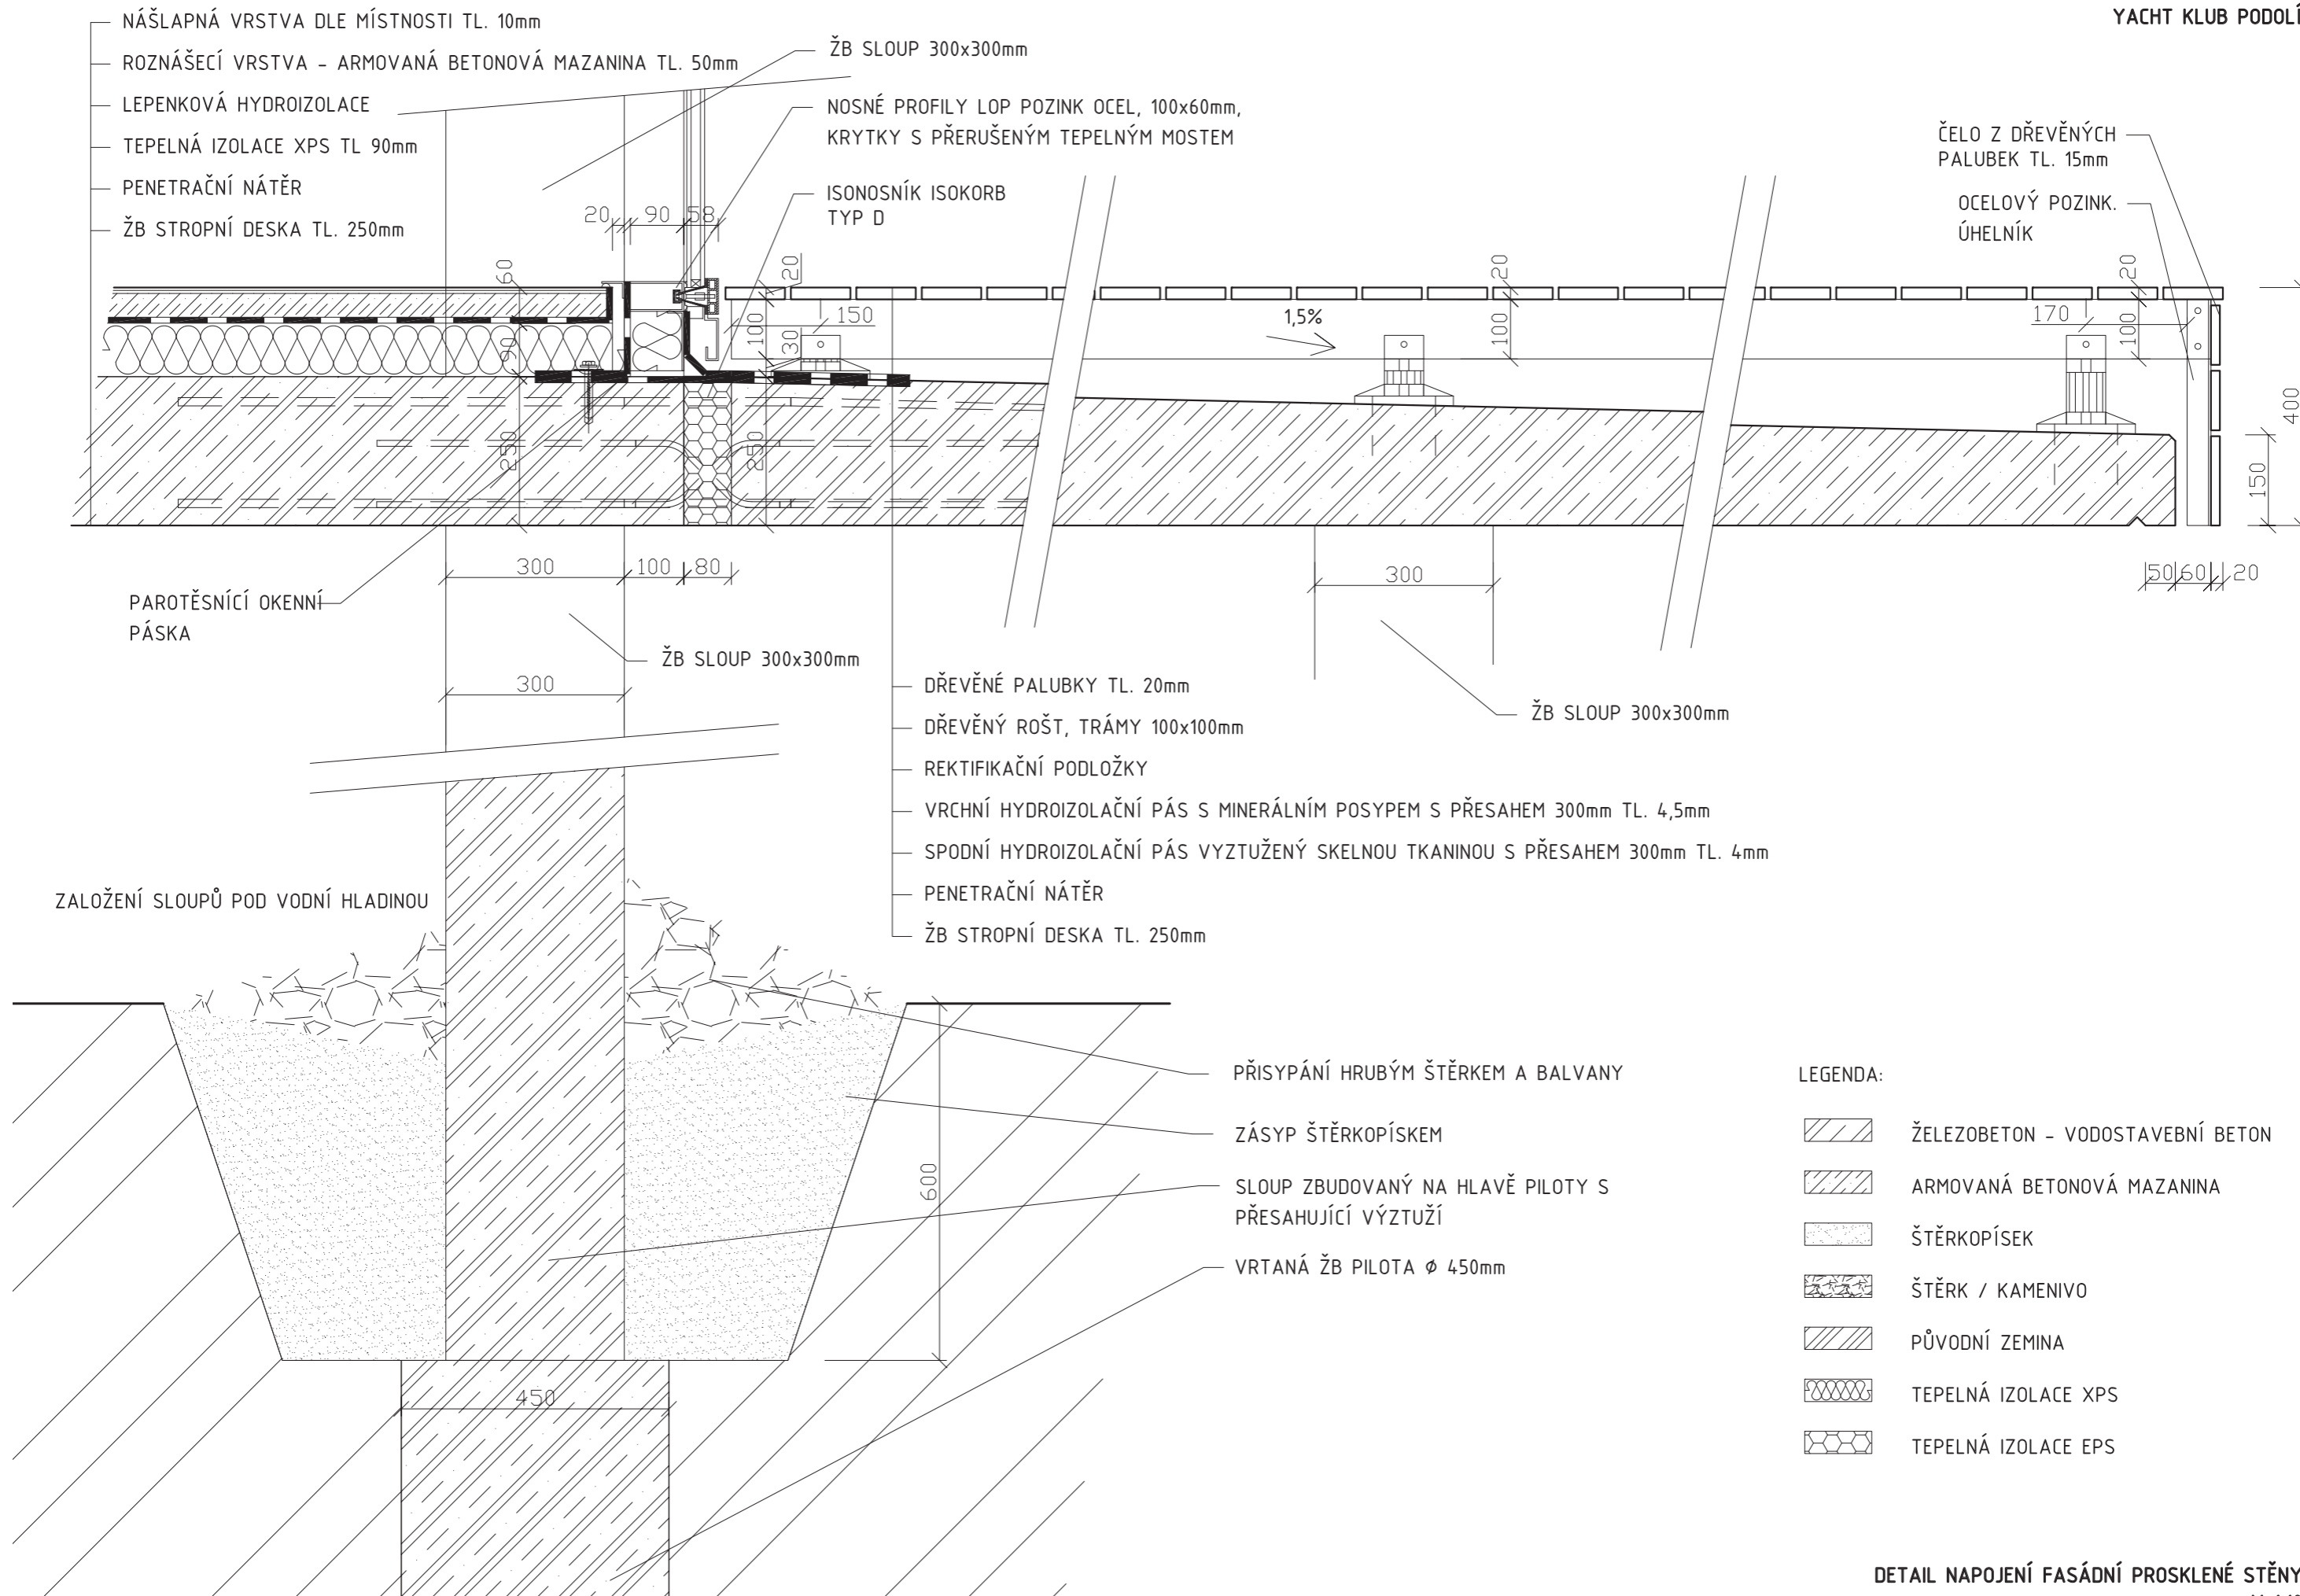 YACHT KLUB PODOLÍ
NÁŠLAPNÁ VRSTVA DLE MÍSTNOSTI TL. 10mm
ROZNÁŠECÍ VRSTVA - ARMOVANÁ BETONOVÁ MAZANINA TL. 50mm
LEPENKOVÁ HYDROIZOLACE
TEPELNÁ IZOLACE XPS TL 90mm
PENETRAČNÍ NÁTĚR
ŽB STROPNÍ DESKA TL. 250mm
ŽB SLOUP 300x300mm
NOSNÉ PROFILY LOP POZINK OCEL, 100x60mm,
KRYTKY S PŘERUŠENÝM TEPELNÝM MOSTEM
ISONOSNÍK ISOKORB
TYP D
ČELO Z DŘEVĚNÝCH
PALUBEK TL. 15mm
OCELOVÝ POZINK.
ÚHELNÍK
20 90 58
60
90
250
20
100
30
150
250
1,5%
20
100
20
100
170
400
150
300 100 80
300
50 60 20
PAROTĚSNÍCÍ OKENNÍ
PÁSKA
ŽB SLOUP 300x300mm
300
ŽB SLOUP 300x300mm
DŘEVĚNÉ PALUBKY TL. 20mm
DŘEVĚNÝ ROŠT, TRÁMY 100x100mm
REKTIFIKAČNÍ PODLOŽKY
VRCHNÍ HYDROIZOLAČNÍ PÁS S MINERÁLNÍM POSYPEM S PŘESAHEM 300mm TL. 4,5mm
SPODNÍ HYDROIZOLAČNÍ PÁS VYZTUŽENÝ SKELNOU TKANINOU S PŘESAHEM 300mm TL. 4mm
PENETRAČNÍ NÁTĚR
ŽB STROPNÍ DESKA TL. 250mm
ZALOŽENÍ SLOUPŮ POD VODNÍ HLADINOU
PŘISYPÁNÍ HRUBÝM ŠTĚRKEM A BALVANY
ZÁSYP ŠTĚRKOPÍSKEM
SLOUP ZBUDOVANÝ NA HLAVĚ PILOTY S
PŘESAHUJÍCÍ VÝZTUŽÍ
VRTANÁ ŽB PILOTA Ø 450mm
600
450
LEGENDA:
ŽELEZOBETON - VODOSTAVEBNÍ BETON
ARMOVANÁ BETONOVÁ MAZANINA
ŠTĚRKOPÍSEK
ŠTĚRK / KAMENIVO
PŮVODNÍ ZEMINA
TEPELNÁ IZOLACE XPS
TEPELNÁ IZOLACE EPS
DETAIL NAPOJENÍ FASÁDNÍ PROSKLENÉ STĚNY